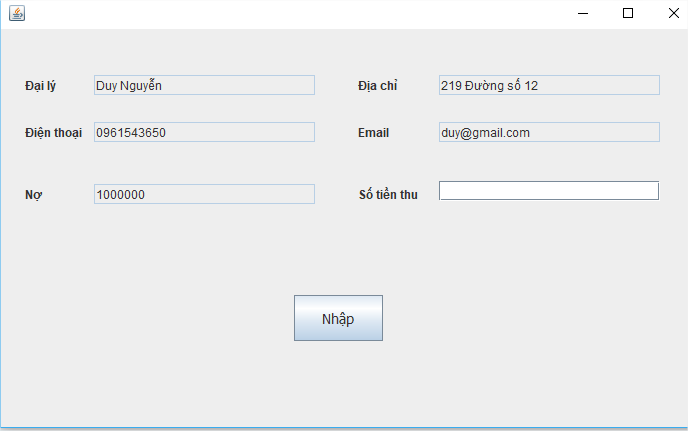 Đại lý Duy Nguyễn Địa chỉ 219 Đường số 12
Điện thoại 0961543650 Email duy@gmail.com
Nợ 1000000 Số tiền thu
Nhập